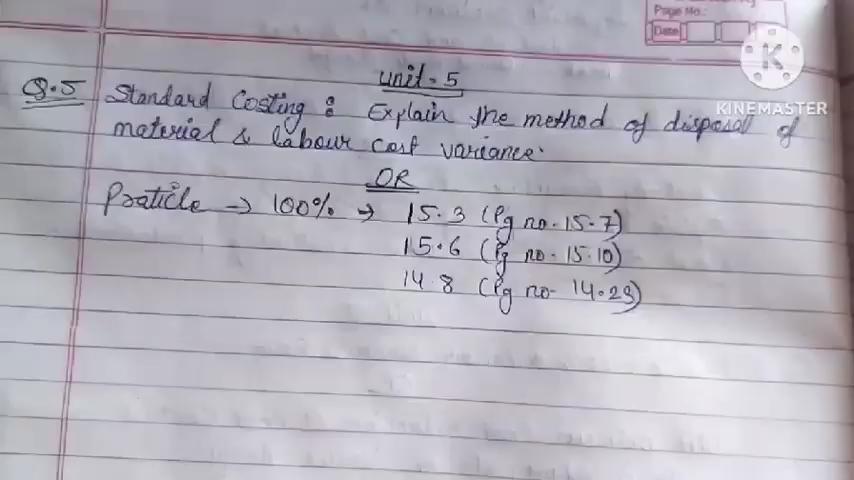 Page No.:
Date
KINEMASTER
Unit - 5
Q.5 Standard Costing : Explain the method of disposal of
material & labour cost variance.
OR
Praticle → 100% → 15.3 (Pg no. 15.7)
15.6 (Pg no. 15.10)
14.8 (Pg no- 14.23)